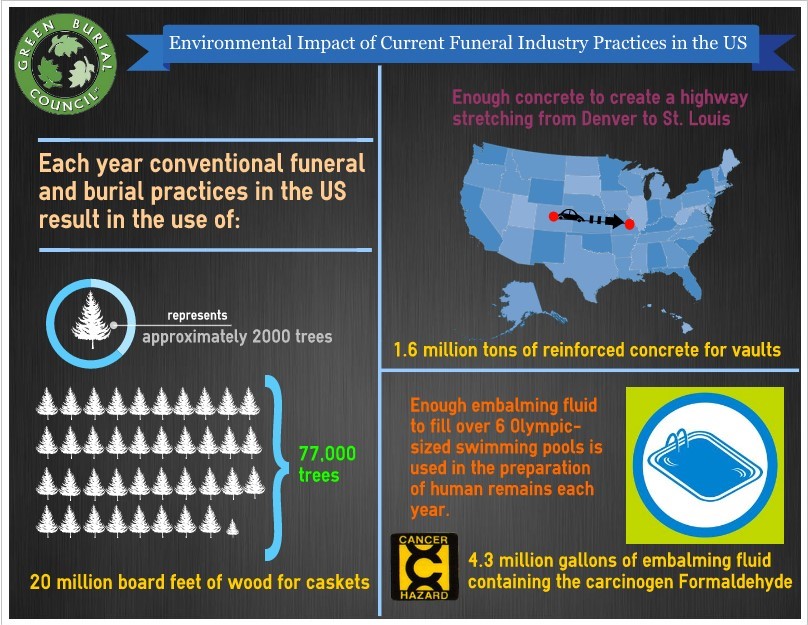 GREEN BURIAL
COUNCIL
Environmental Impact of Current Funeral Industry Practices in the US
Each year conventional funeral
and burial practices in the US
result in the use of:
represents
approximately 2000 trees
77,000
trees
20 million board feet of wood for caskets
Enough concrete to create a highway
stretching from Denver to St. Louis
1.6 million tons of reinforced concrete for vaults
Enough embalming fluid
to fill over 6 Olympic-
sized swimming pools is
used in the preparation
of human remains each
year.
CANCER
HAZARD
4.3 million gallons of embalming fluid
containing the carcinogen Formaldehyde